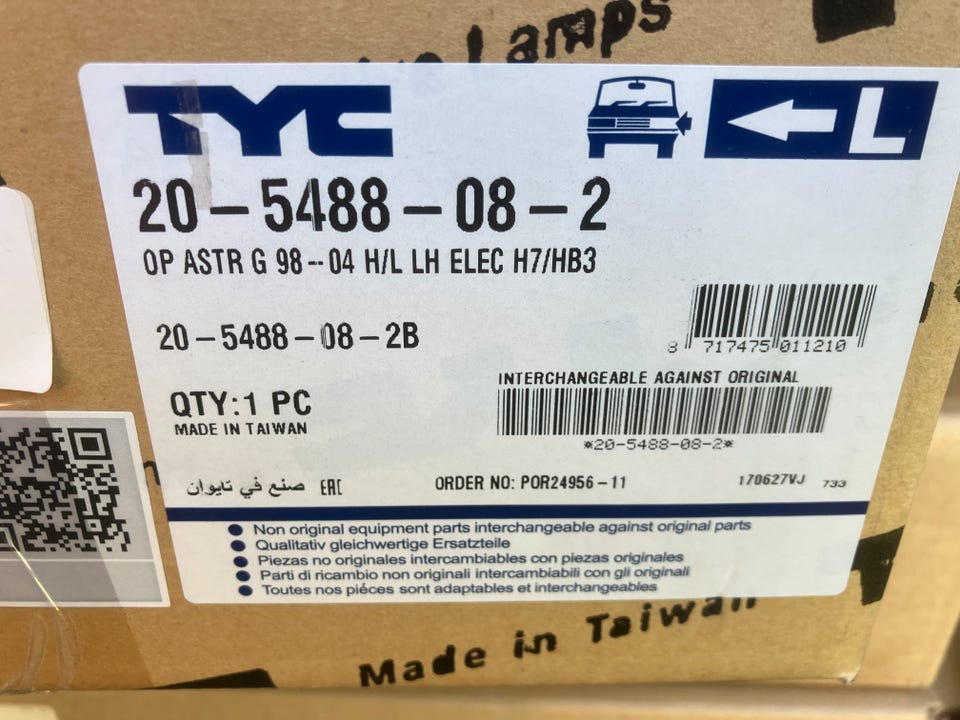 Lamps
TYC
L
20-5488-08-2
OP ASTR G 98--04 H/L LH ELEC H7/HB3
20-5488-08-2B
8 717475 011210
INTERCHANGEABLE AGAINST ORIGINAL
*20-5488-08-2*
QTY:1 PC
MADE IN TAIWAN
صنع في تايوان EAC ORDER NO: POR24956-11 170627VJ 733
Non original equipment parts interchangeable against original parts
Qualitativ gleichwertige Ersatzteile
Piezas no originales intercambiables con piezas originales
Parti di ricambio non originali intercambiabili con gli originali
Toutes nos piéces sont adaptables et interchangeables
Made in Taiwan